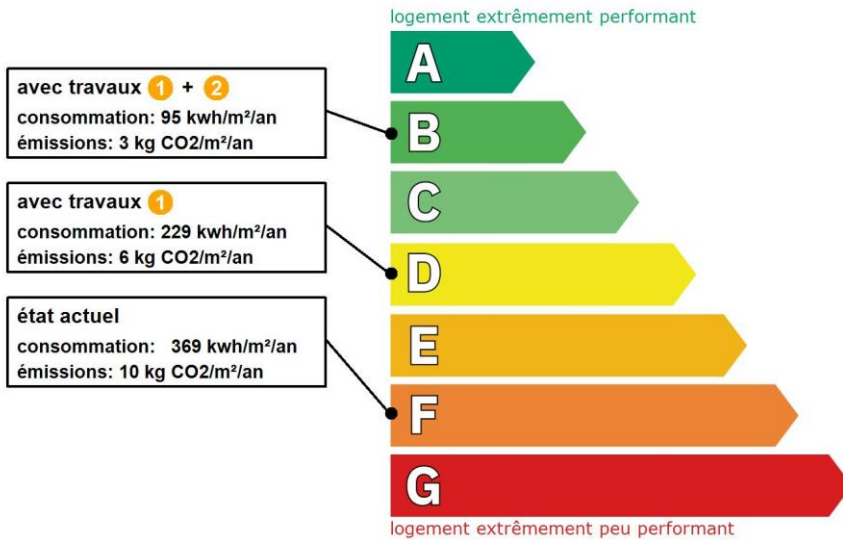 logement extrêmement performant
A
avec travaux 1 + 2
consommation: 95 kwh/m²/an
émissions: 3 kg CO2/m²/an
B
C
avec travaux 1
consommation: 229 kwh/m²/an
émissions: 6 kg CO2/m²/an
D
état actuel
consommation: 369 kwh/m²/an
émissions: 10 kg CO2/m²/an
E
F
G
logement extrêmement peu performant